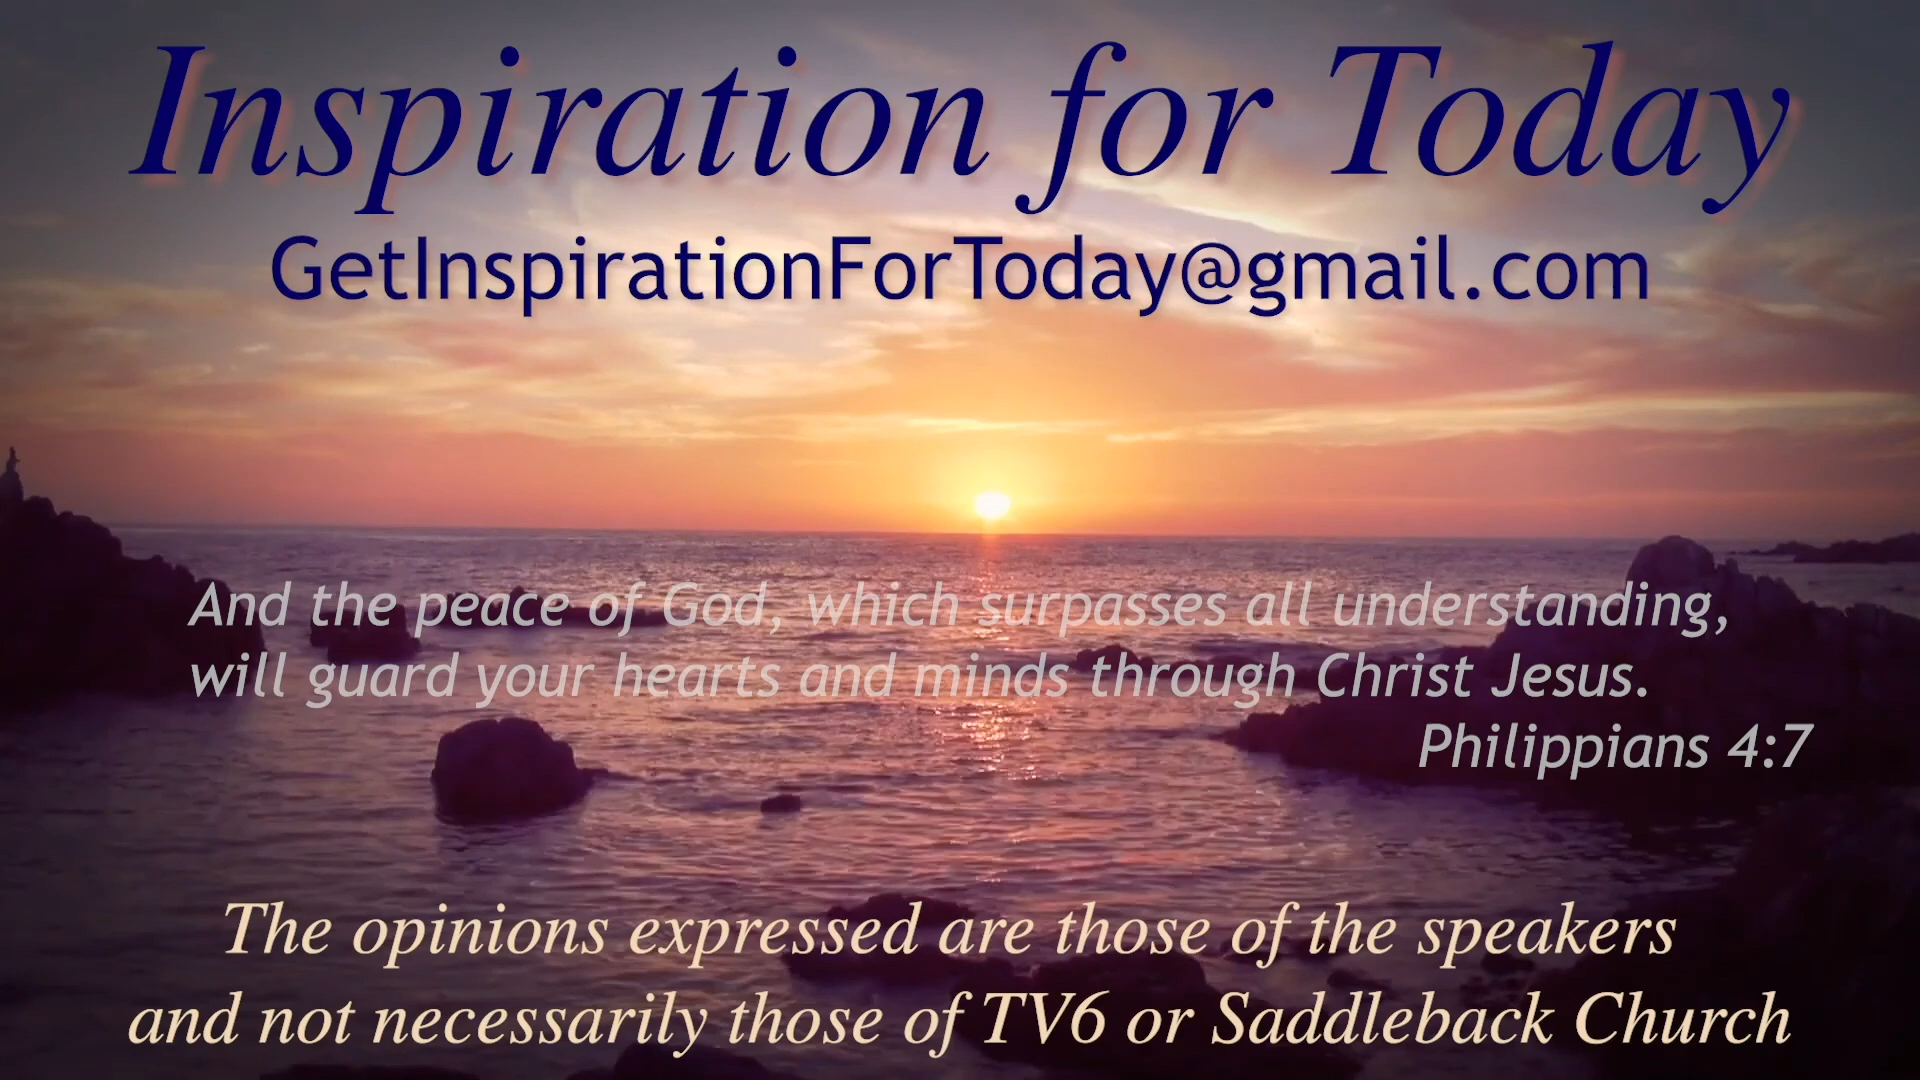 Inspiration for Today
GetInspirationForToday@gmail.com
And the peace of God, which surpasses all understanding,
will guard your hearts and minds through Christ Jesus.
Philippians 4:7
The opinions expressed are those of the speakers
and not necessarily those of TV6 or Saddleback Church